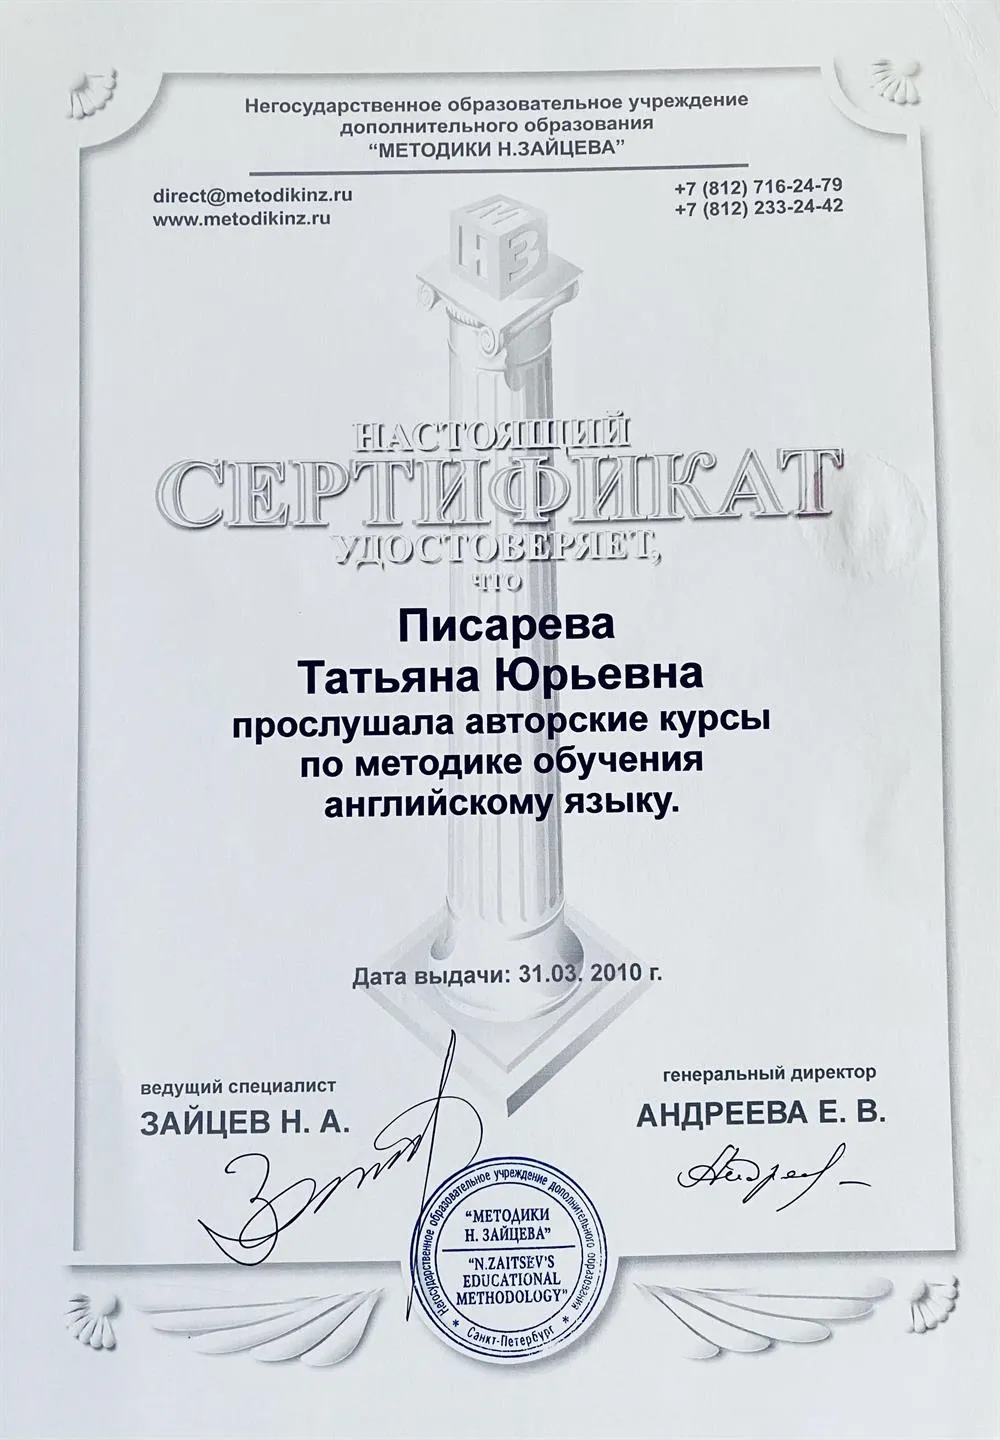 Негосударственное образовательное учреждение
дополнительного образования
“МЕТОДИКИ Н.ЗАЙЦЕВА”
direct@metodikinz.ru
www.metodikinz.ru
+7 (812) 716-24-79
+7 (812) 233-24-42
М
Н З
НАСТОЯЩИЙ
СЕРТИФИКАТ
УДОСТОВЕРЯЕТ,
ЧТО
Писарева
Татьяна Юрьевна
прослушала авторские курсы
по методике обучения
английскому языку.
Дата выдачи: 31.03. 2010 г.
ведущий специалист
ЗАЙЦЕВ Н. А.
генеральный директор
АНДРЕЕВА Е. В.
Негосударственное образовательное учреждение дополнительного образования
“МЕТОДИКИ
Н. ЗАЙЦЕВА”
“N.ZAITSEV'S
EDUCATIONAL
METHODOLOGY”
* Санкт-Петербург *